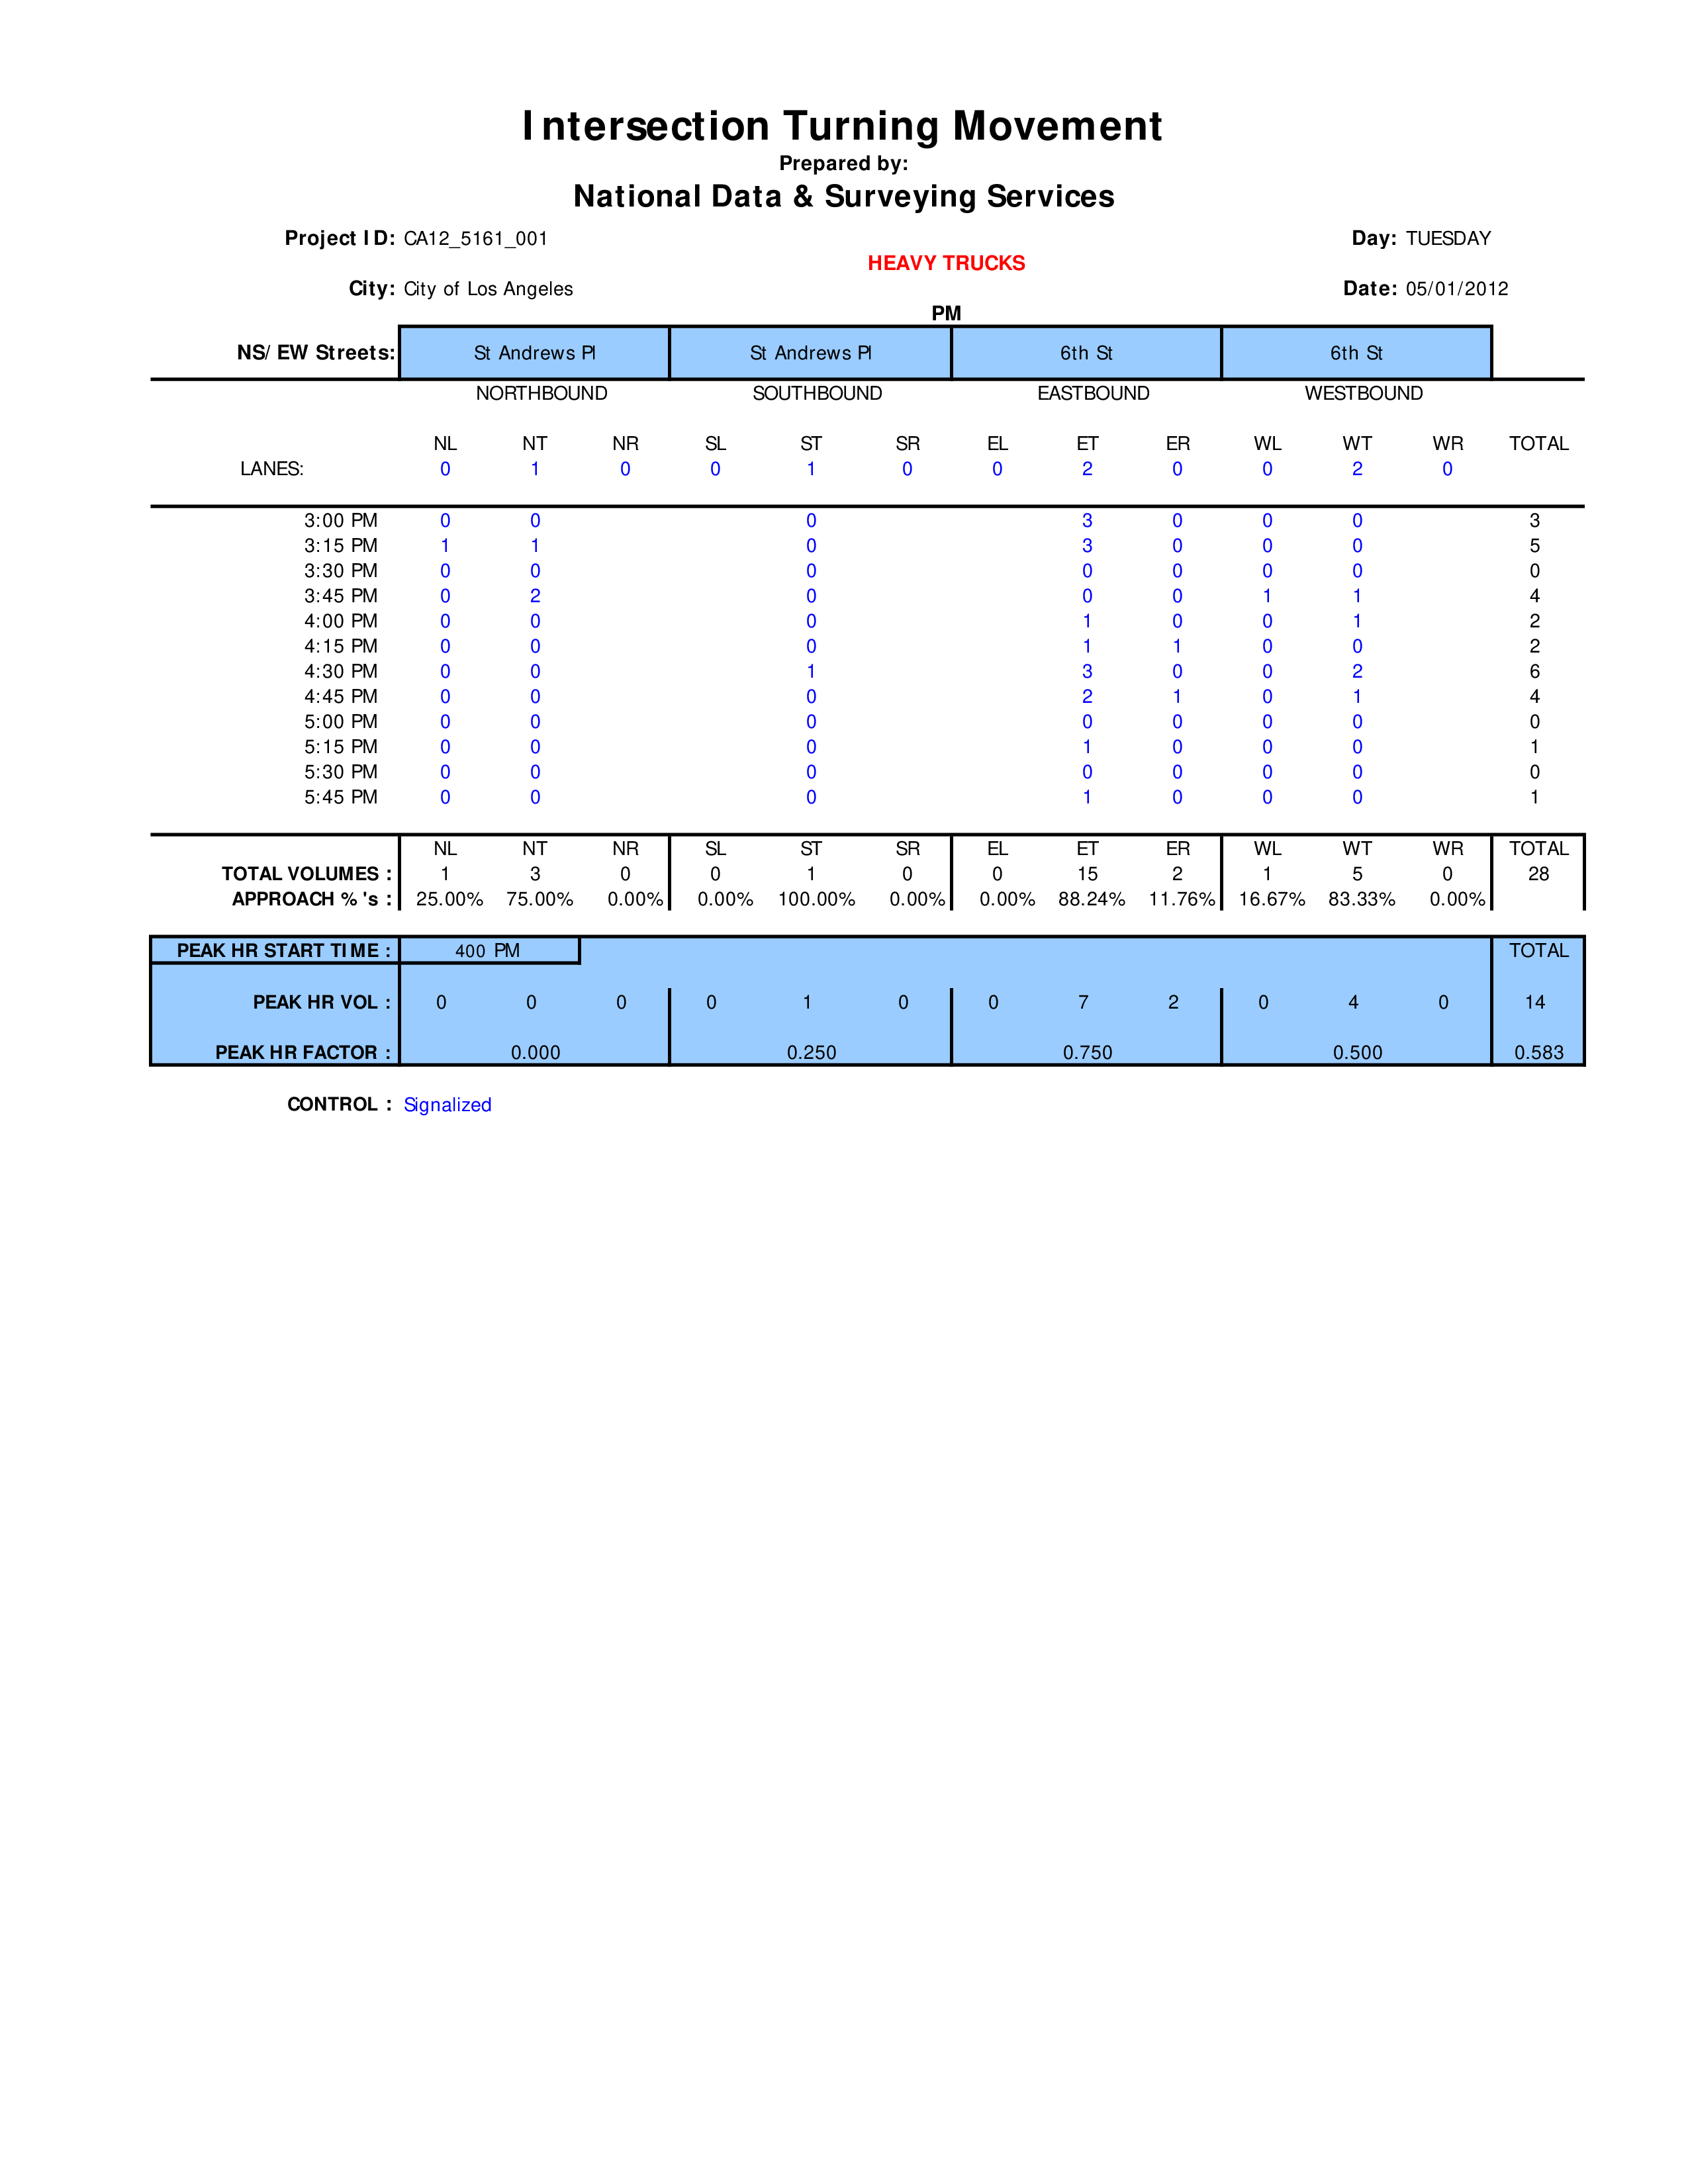 Intersection Turning Movement
Prepared by:
National Data & Surveying Services
Project ID: CA12_5161_001 Day: TUESDAY
HEAVY TRUCKS
City: City of Los Angeles Date: 05/01/2012
PM
NS/EW Streets: St Andrews Pl St Andrews Pl 6th St 6th St
NORTHBOUND SOUTHBOUND EASTBOUND WESTBOUND
NL NT NR SL ST SR EL ET ER WL WT WR TOTAL
LANES: 0 1 0 0 1 0 0 2 0 0 2 0
3:00 PM 0 0 0 3 0 0 0 3
3:15 PM 1 1 0 3 0 0 0 5
3:30 PM 0 0 0 0 0 0 0 0
3:45 PM 0 2 0 0 0 1 1 4
4:00 PM 0 0 0 1 0 0 1 2
4:15 PM 0 0 0 1 1 0 0 2
4:30 PM 0 0 1 3 0 0 2 6
4:45 PM 0 0 0 2 1 0 1 4
5:00 PM 0 0 0 0 0 0 0 0
5:15 PM 0 0 0 1 0 0 0 1
5:30 PM 0 0 0 0 0 0 0 0
5:45 PM 0 0 0 1 0 0 0 1
NL NT NR SL ST SR EL ET ER WL WT WR TOTAL
TOTAL VOLUMES : 1 3 0 0 1 0 0 15 2 1 5 0 28
APPROACH %'s : 25.00% 75.00% 0.00% 0.00% 100.00% 0.00% 0.00% 88.24% 11.76% 16.67% 83.33% 0.00%
PEAK HR START TIME : 400 PM TOTAL
PEAK HR VOL : 0 0 0 0 1 0 0 7 2 0 4 0 14
PEAK HR FACTOR : 0.000 0.250 0.750 0.500 0.583
CONTROL : Signalized